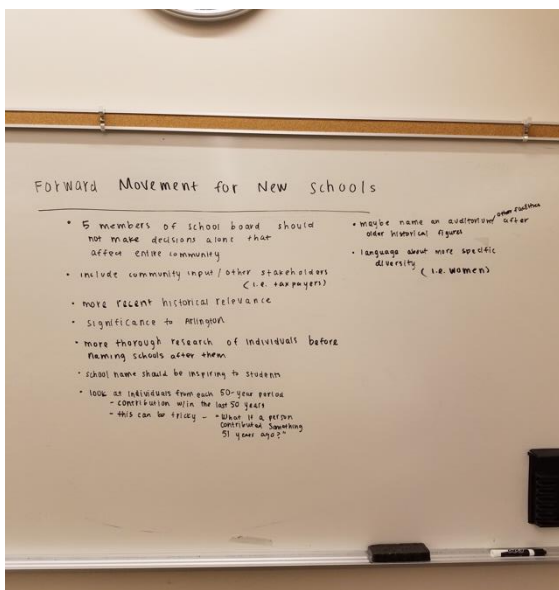 Forward Movement for New Schools
• 5 members of school board should
not make decisions alone that
affect entire community
• include community input / other stakeholders
(i.e. taxpayers)
• more recent historical relevance
• significance to Arlington
• more thorough research of individuals before
naming schools after them
• school name should be inspiring to students
• look at individuals from each 50-year period
- contribution w/in the last 50 years
- this can be tricky - "What if a person
contributed something
51 years ago?"
• maybe name an auditorium/other facilities after
older historical figures
• language about more specific
diversity
(i.e. women)